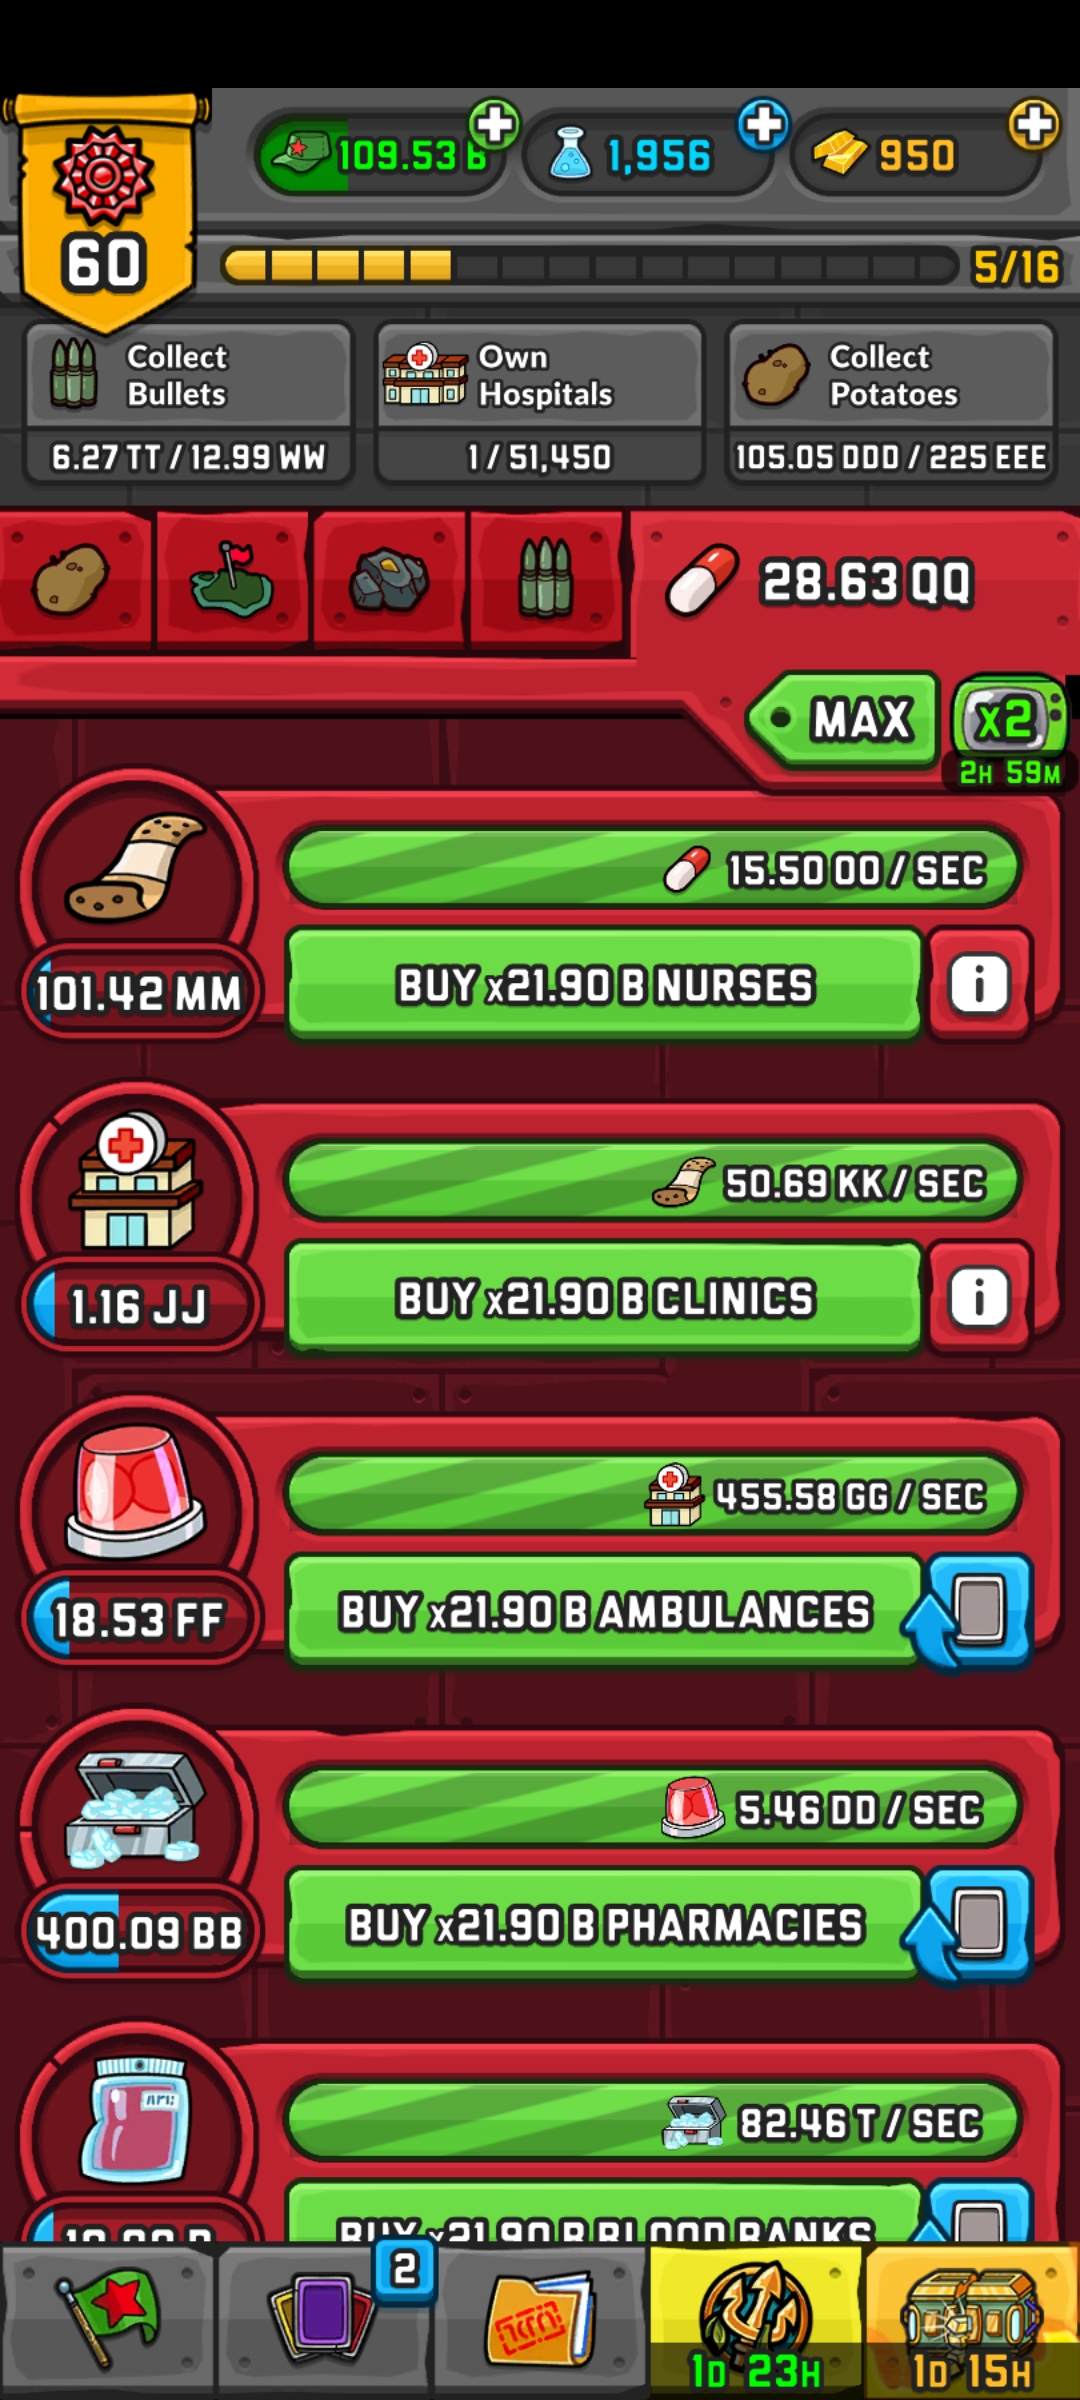 109.53 B
1,956
950
60
5/16
Collect
Bullets
6.27 TT / 12.99 WW
Own
Hospitals
1 / 51,450
Collect
Potatoes
105.05 DDD / 225 EEE
28.63 QQ
MAX
x2
2H 59M
15.50 OO / SEC
101.42 MM
BUY x21.90 B NURSES
i
50.69 KK / SEC
1.16 JJ
BUY x21.90 B CLINICS
i
455.58 GG / SEC
18.53 FF
BUY x21.90 B AMBULANCES
5.46 DD / SEC
400.09 BB
BUY x21.90 B PHARMACIES
82.46 T / SEC
BUY x21.90 B BLOOD BANKS
2
1D 23H
1D 15H